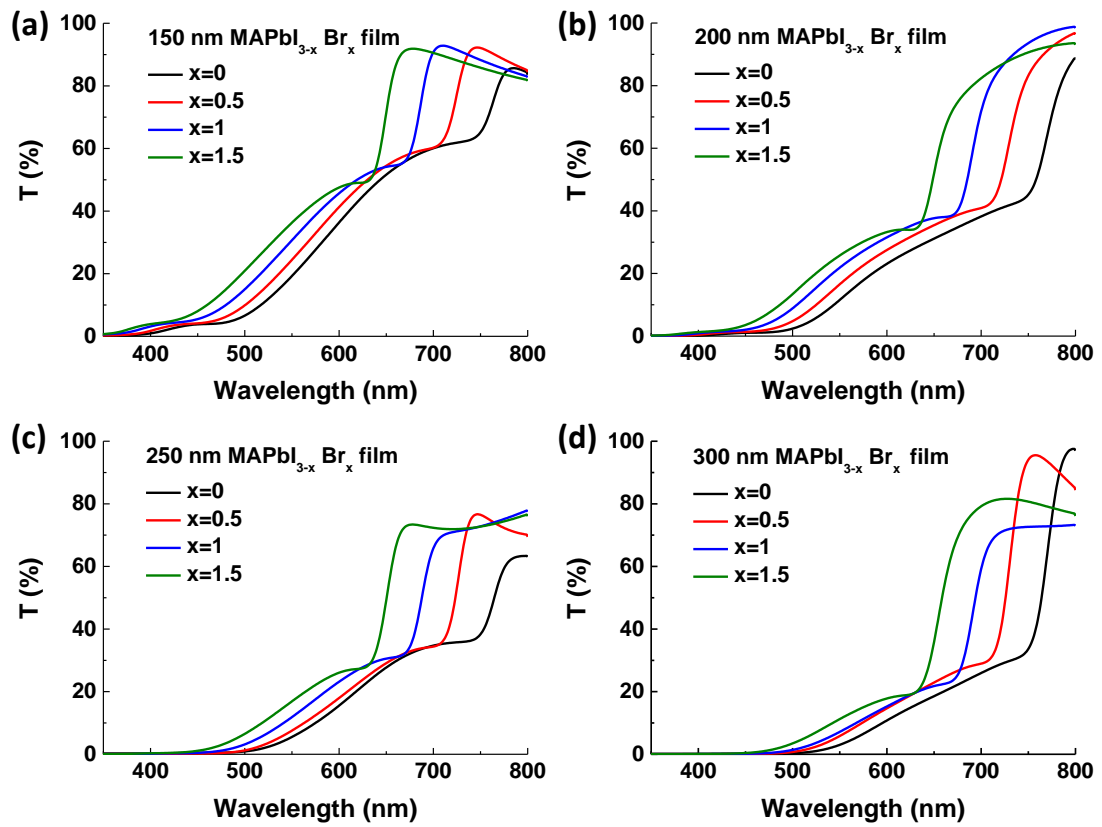 (a)
150 nm MAPbI3-x Brx film
x=0
x=0.5
x=1
x=1.5
T (%)
100
80
60
40
20
0
400 500 600 700 800
Wavelength (nm)
(b)
200 nm MAPbI3-x Brx film
x=0
x=0.5
x=1
x=1.5
T (%)
100
80
60
40
20
0
400 500 600 700 800
Wavelength (nm)
(c)
250 nm MAPbI3-x Brx film
x=0
x=0.5
x=1
x=1.5
T (%)
100
80
60
40
20
0
400 500 600 700 800
Wavelength (nm)
(d)
300 nm MAPbI3-x Brx film
x=0
x=0.5
x=1
x=1.5
T (%)
100
80
60
40
20
0
400 500 600 700 800
Wavelength (nm)